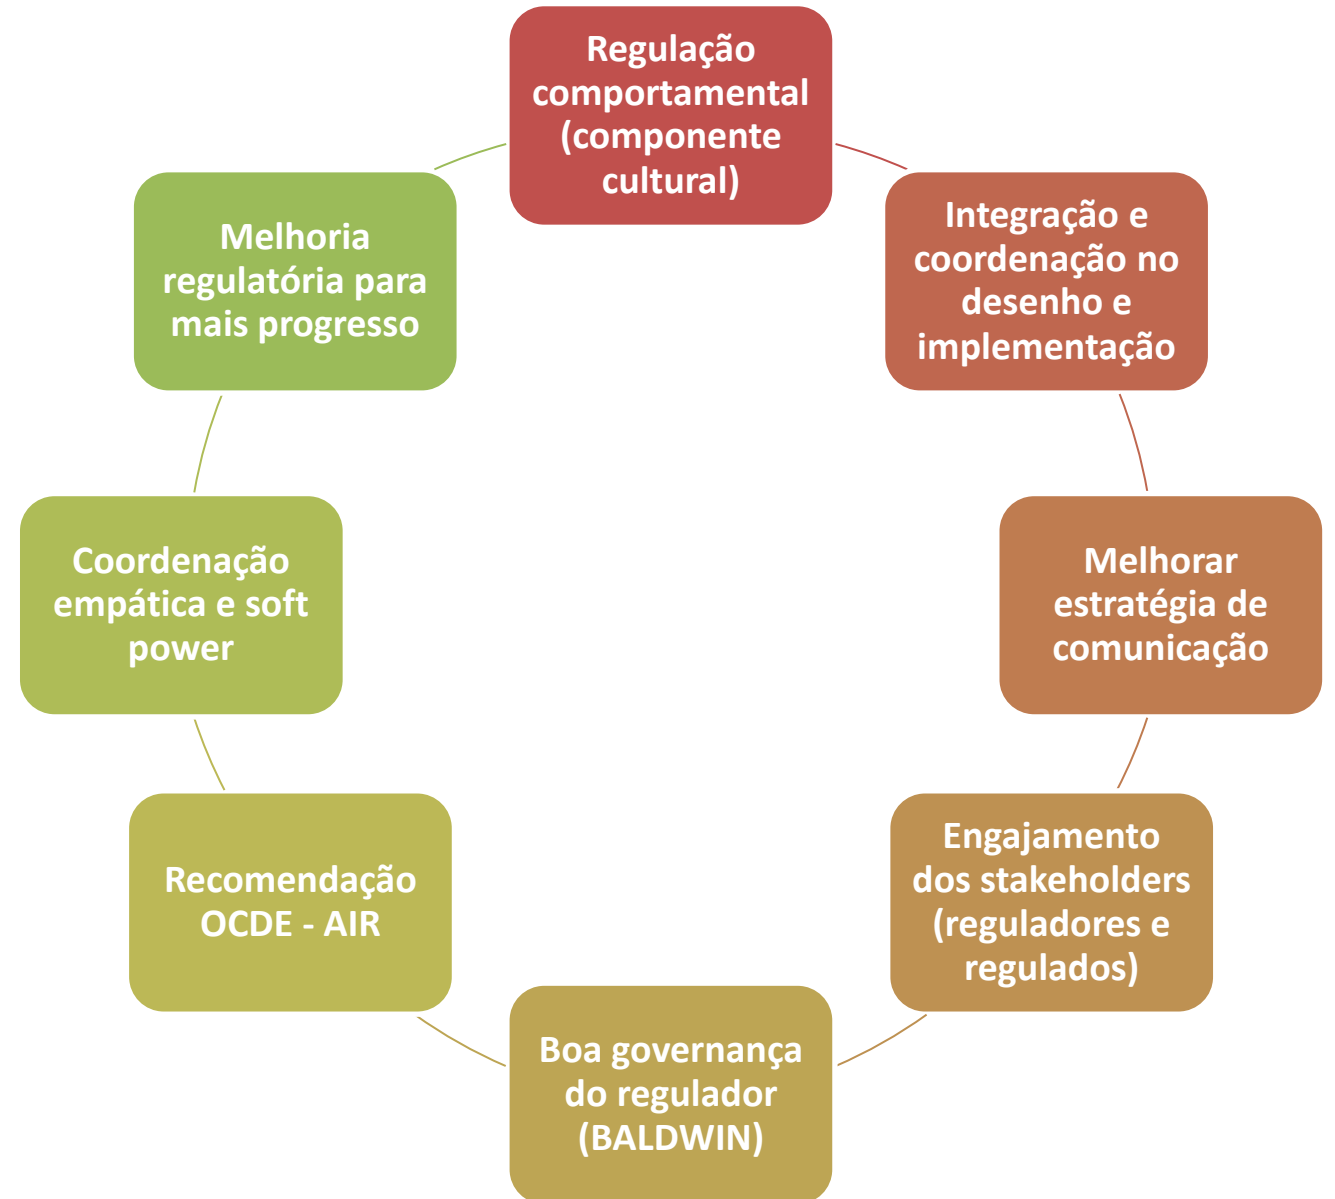 Regulação
comportamental
(componente
cultural)
Integração e
coordenação no
desenho e
implementação
Melhorar
estratégia de
comunicação
Engajamento
dos stakeholders
(reguladores e
regulados)
Boa governança
do regulador
(BALDWIN)
Recomendação
OCDE - AIR
Coordenação
empática e soft
power
Melhoria
regulatória para
mais progresso